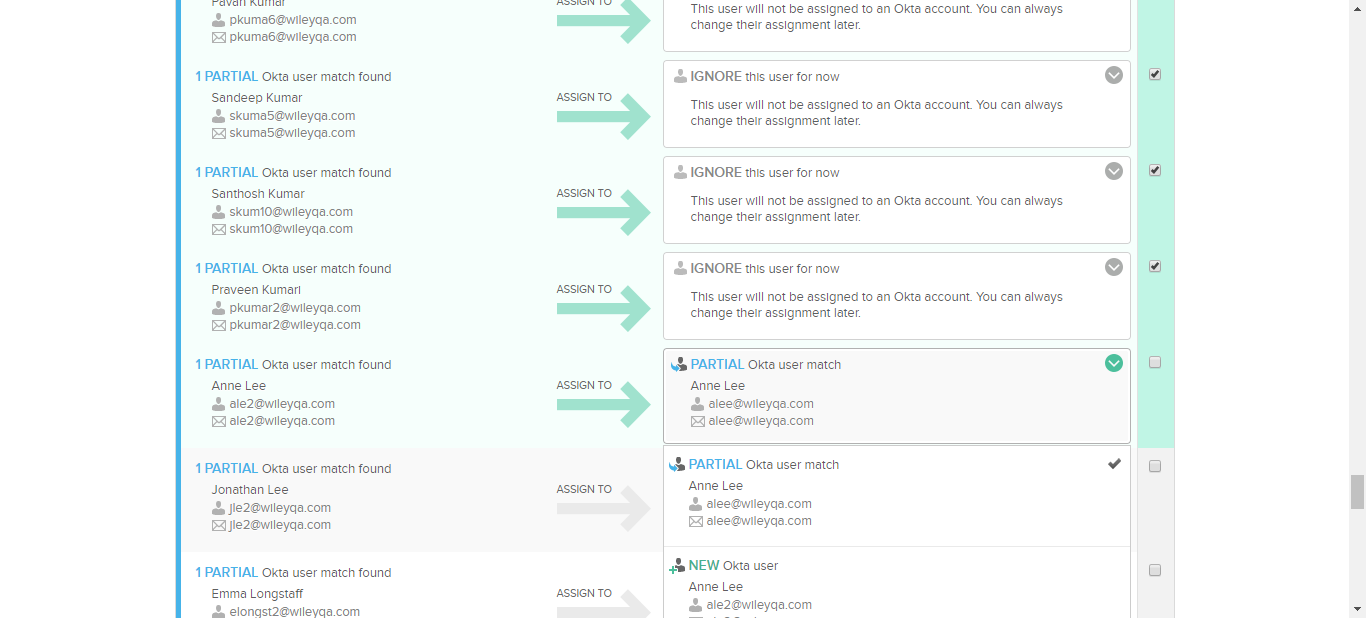 Pavan Kumar
pkuma6@wileyqa.com
pkuma6@wileyqa.com
ASSIGN TO
This user will not be assigned to an Okta account. You can always
change their assignment later.
1 PARTIAL Okta user match found
Sandeep Kumar
skuma5@wileyqa.com
skuma5@wileyqa.com
ASSIGN TO
IGNORE this user for now
This user will not be assigned to an Okta account. You can always
change their assignment later.
1 PARTIAL Okta user match found
Santhosh Kumar
skum10@wileyqa.com
skum10@wileyqa.com
ASSIGN TO
IGNORE this user for now
This user will not be assigned to an Okta account. You can always
change their assignment later.
1 PARTIAL Okta user match found
Praveen Kumari
pkumar2@wileyqa.com
pkumar2@wileyqa.com
ASSIGN TO
IGNORE this user for now
This user will not be assigned to an Okta account. You can always
change their assignment later.
1 PARTIAL Okta user match found
Anne Lee
ale2@wileyqa.com
ale2@wileyqa.com
ASSIGN TO
PARTIAL Okta user match
Anne Lee
alee@wileyqa.com
alee@wileyqa.com
1 PARTIAL Okta user match found
Jonathan Lee
jle2@wileyqa.com
jle2@wileyqa.com
ASSIGN TO
PARTIAL Okta user match
Anne Lee
alee@wileyqa.com
alee@wileyqa.com
1 PARTIAL Okta user match found
Emma Longstaff
elongst2@wileyqa.com
ASSIGN TO
NEW Okta user
Anne Lee
ale2@wileyqa.com